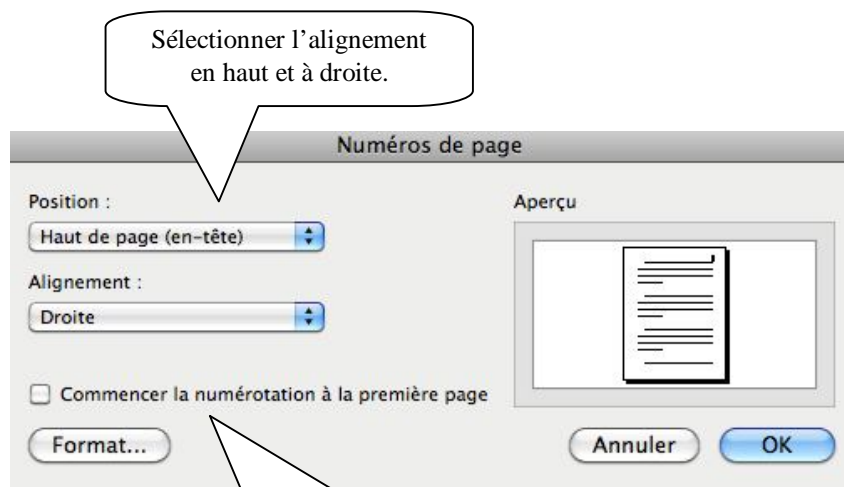 Sélectionner l’alignement
en haut et à droite.
Numéros de page
Position :
Haut de page (en-tête)
Alignement :
Droite
Commencer la numérotation à la première page
Format...
Aperçu
Annuler
OK